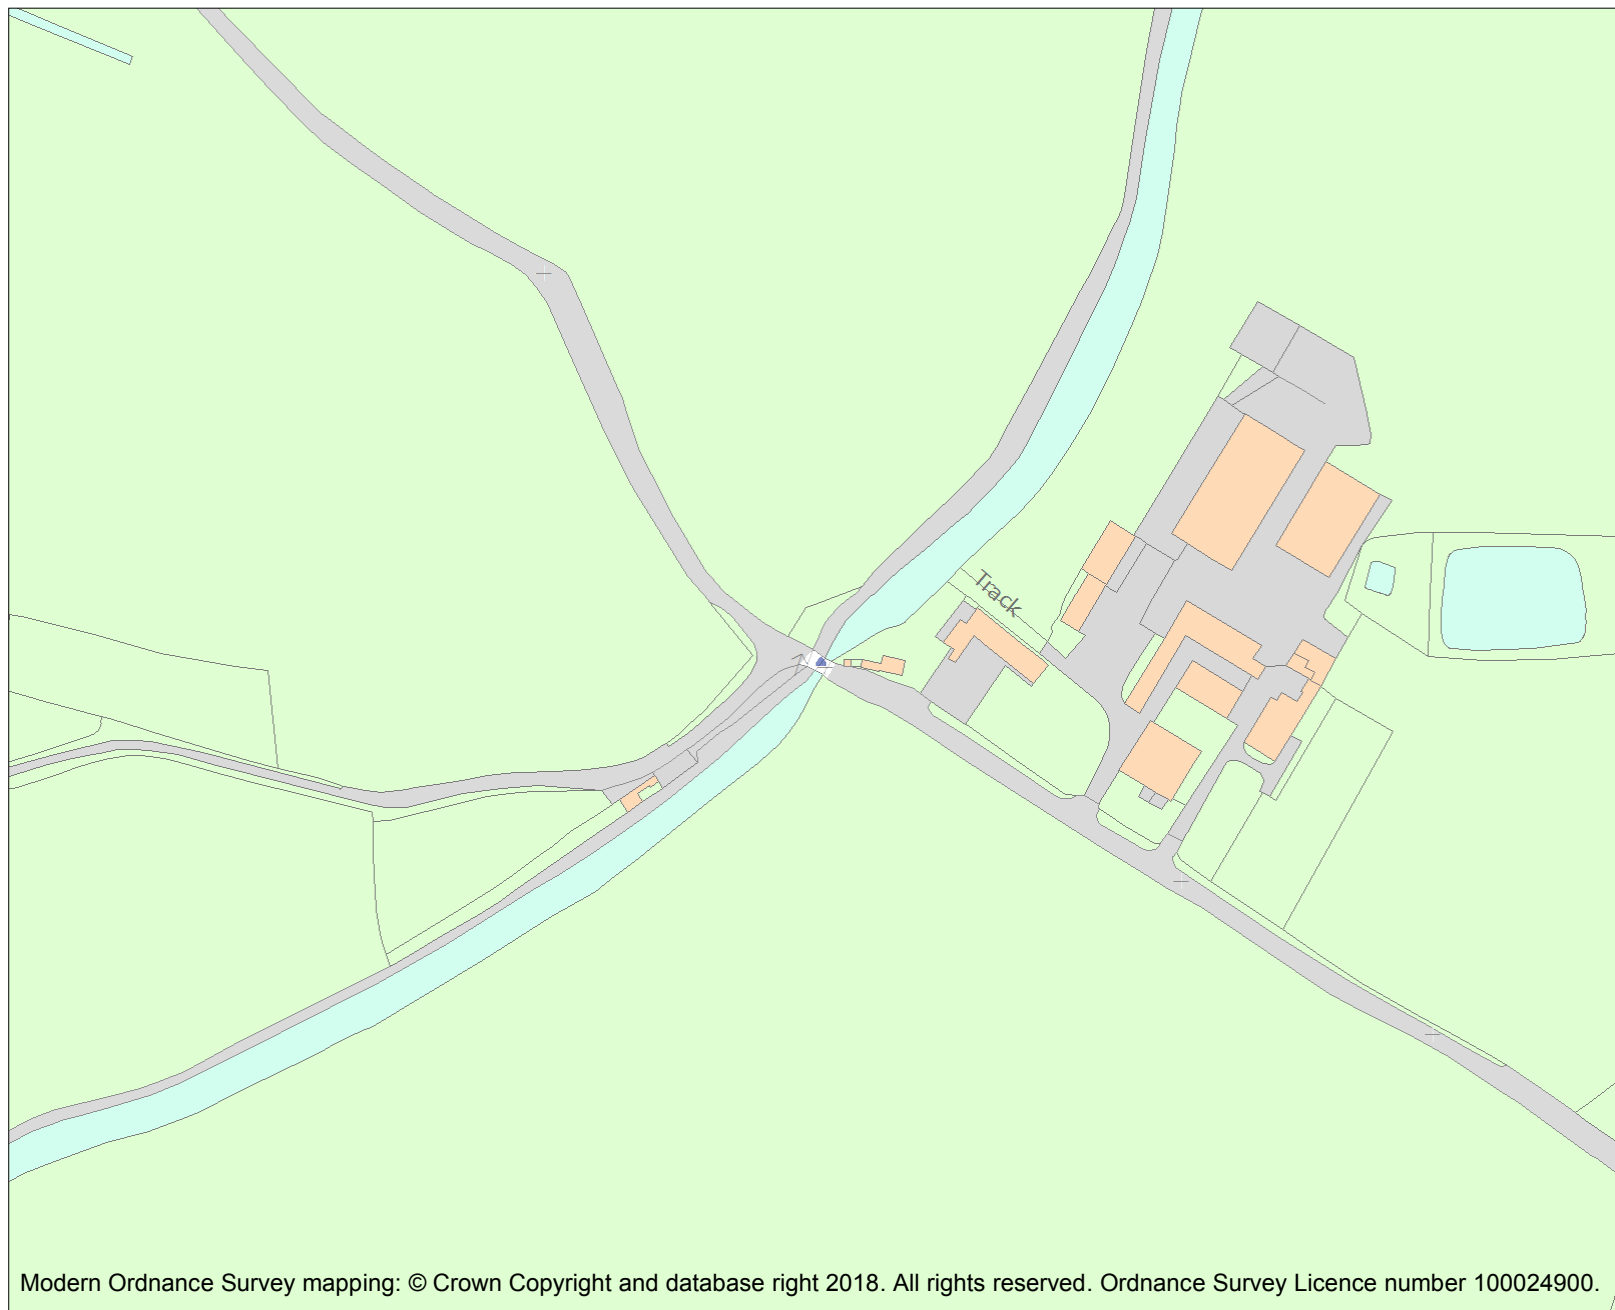 Track
Modern Ordnance Survey mapping: © Crown Copyright and database right 2018. All rights reserved. Ordnance Survey Licence number 100024900.